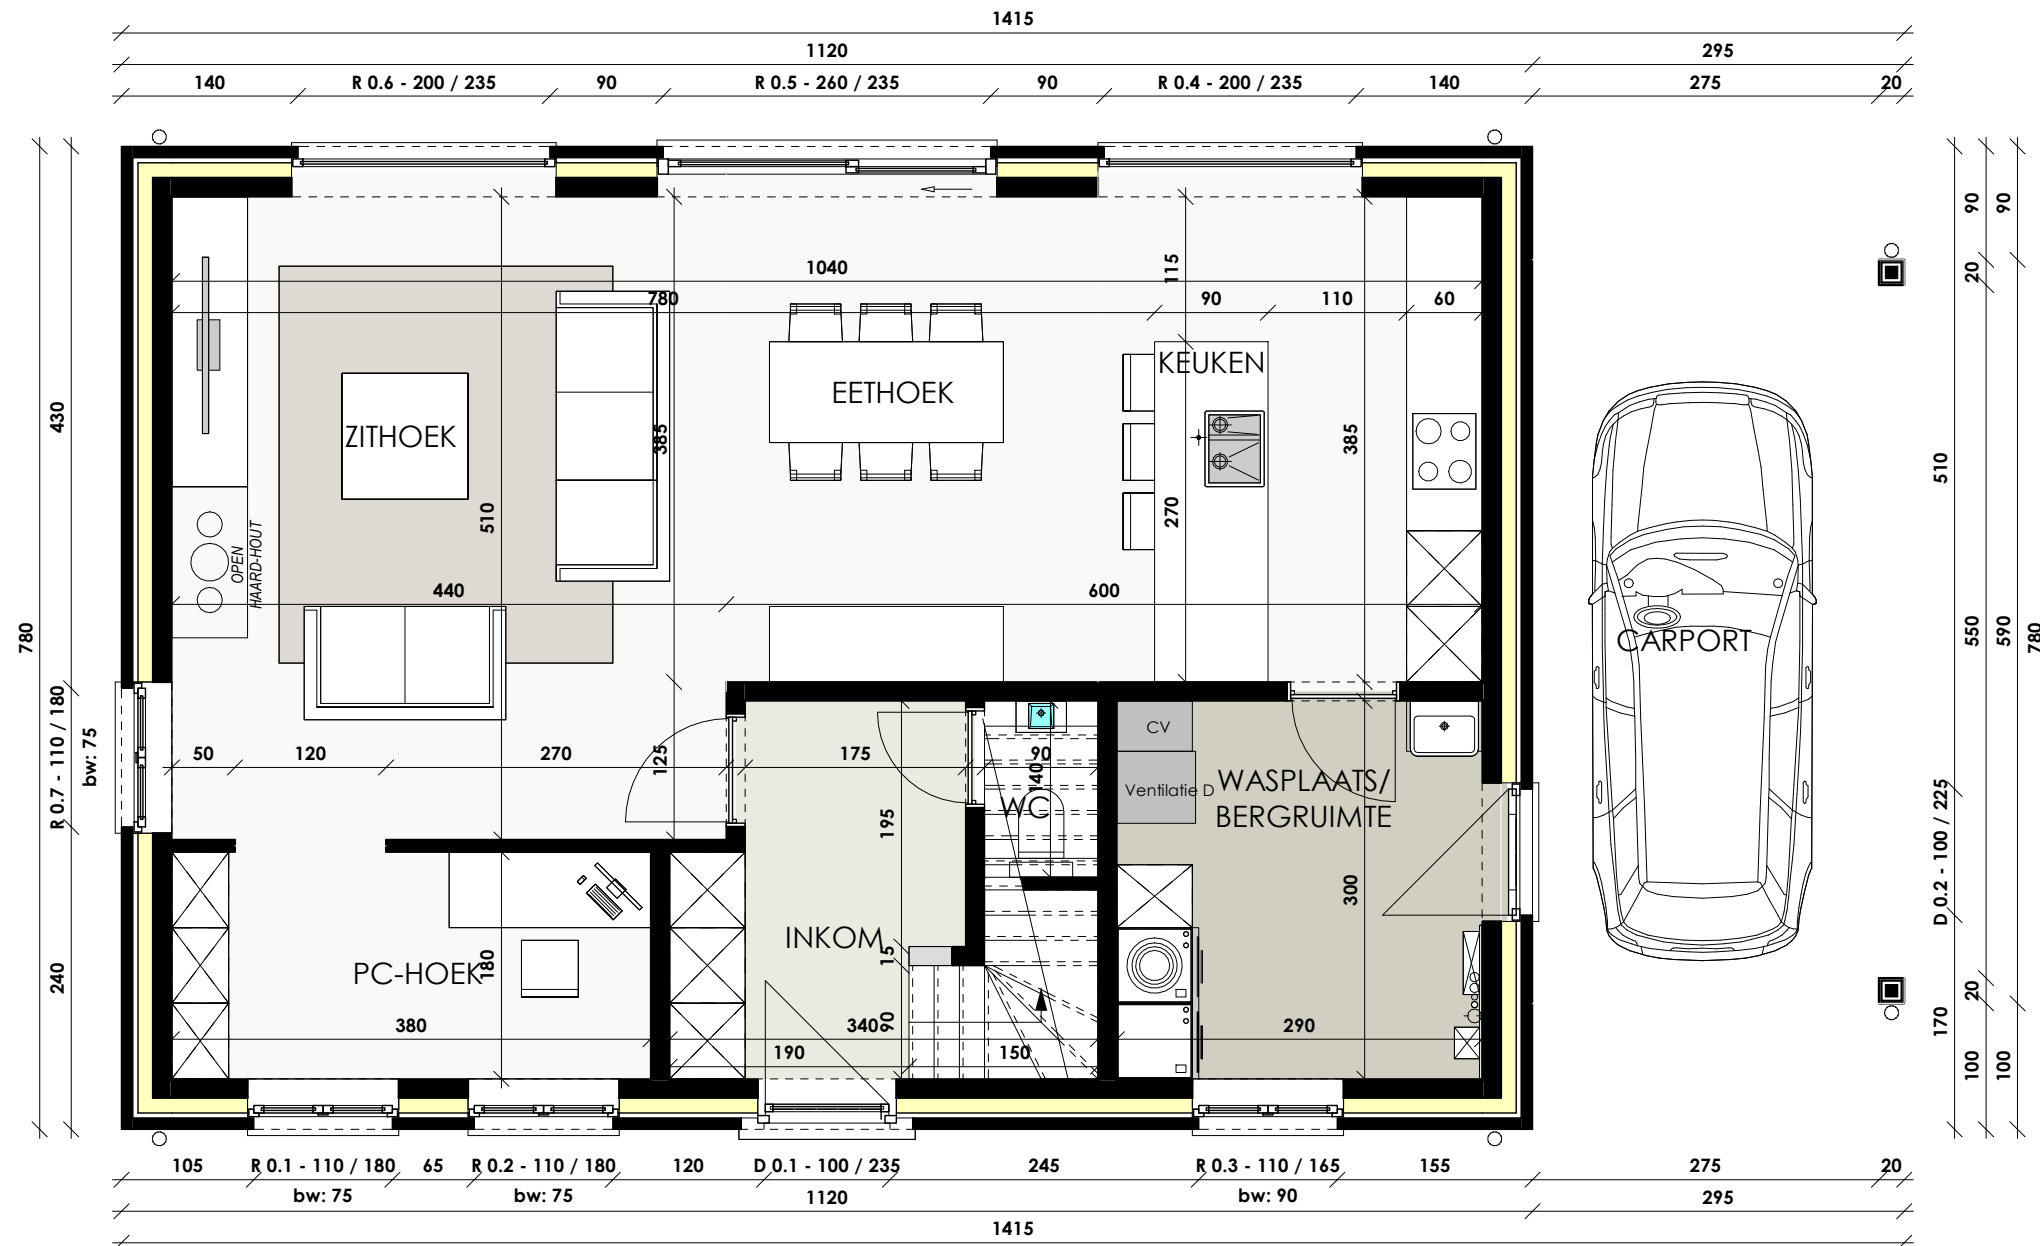 1415
1120
295
140
R 0.6 - 200 / 235
90
R 0.5 - 260 / 235
90
R 0.4 - 200 / 235
140
275
20
780
430
R 0.7 - 110 / 180
bw: 75
240
1040
780
90
110
60
115
KEUKEN
EETHOEK
ZITHOEK
385
385
510
270
OPEN
HAARD-HOUT
440
600
50
120
270
125
175
90
140
WC
CV
Ventilatie D
WASPLAATS/
BERGRUIMTE
CARPORT
195
300
INKOM
15
PC-HOEK
180
380
340
90
190
150
290
90
20
510
550
D 0.2 - 100 / 225
20
170
100
90
590
100
780
105
R 0.1 - 110 / 180
65
R 0.2 - 110 / 180
120
D 0.1 - 100 / 235
245
R 0.3 - 110 / 165
155
275
20
bw: 75
bw: 75
1120
bw: 90
295
1415